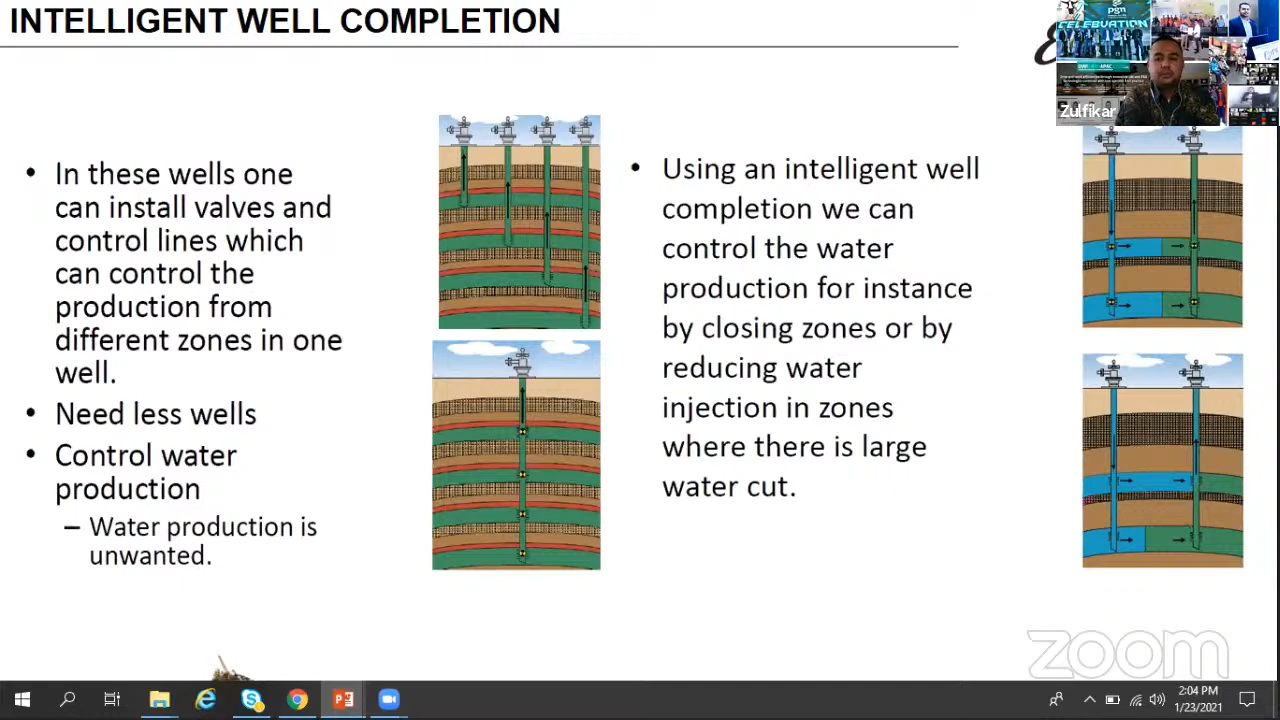 INTELLIGENT WELL COMPLETION
• In these wells one
can install valves and
control lines which
can control the
production from
different zones in one
well.
• Need less wells
• Control water
production
– Water production is
unwanted.
• Using an intelligent well
completion we can
control the water
production for instance
by closing zones or by
reducing water
injection in zones
where there is large
water cut.
pgn
CELEBRATION
APAC
Zulfikar
zoom
2:04 PM
1/23/2021